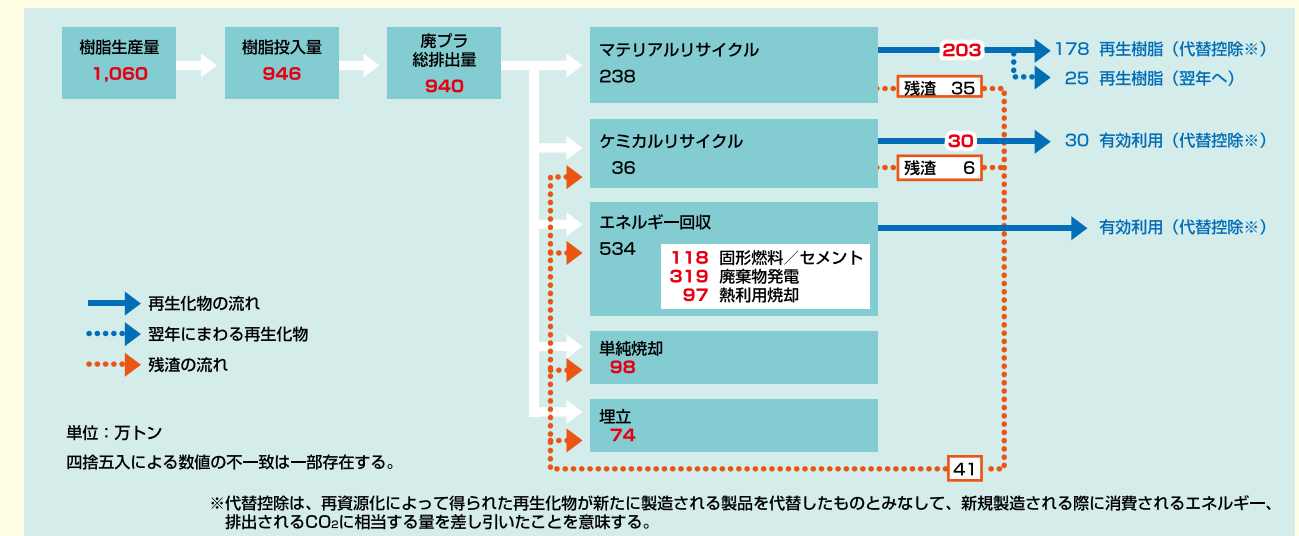 樹脂生産量
1,060
樹脂投入量
946
廃プラ
総排出量
940
マテリアルリサイクル
238
203
178 再生樹脂（代替控除※）
25 再生樹脂（翌年へ）
残渣 35
ケミカルリサイクル
36
30
30 有効利用（代替控除※）
残渣 6
エネルギー回収
534
118 固形燃料／セメント
319 廃棄物発電
97 熱利用焼却
有効利用（代替控除※）
単純焼却
98
埋立
74
41
再生化物の流れ
翌年にまわる再生化物
残渣の流れ
単位：万トン
四捨五入による数値の不一致は一部存在する。
※代替控除は、再資源化によって得られた再生化物が新たに製造される製品を代替したものとみなして、新規製造される際に消費されるエネルギー、
排出されるCO₂に相当する量を差し引いたことを意味する。